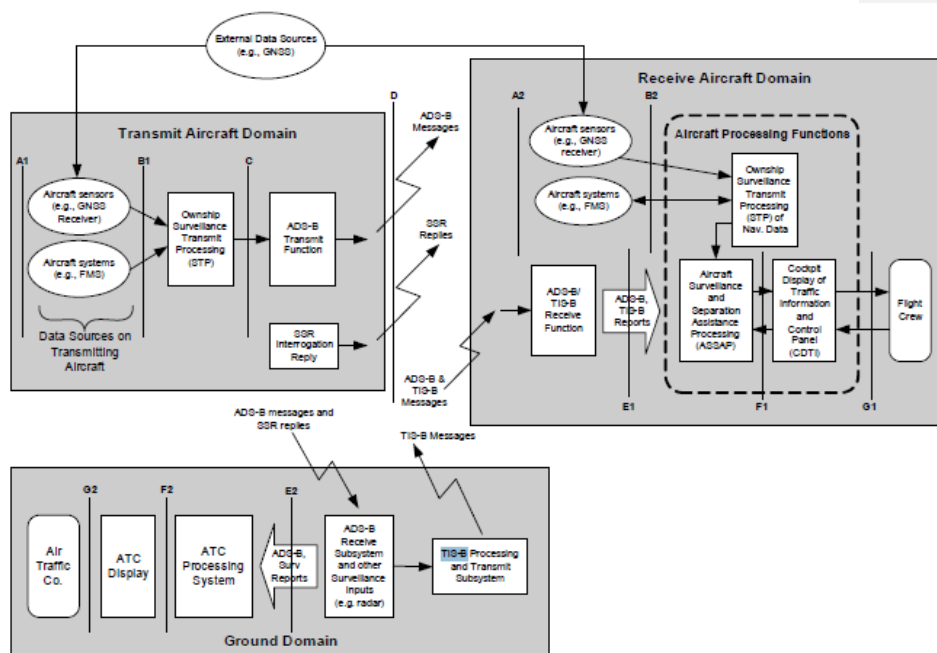 External Data Sources
(e.g., GNSS)
Transmit Aircraft Domain
A1
B1
C
D
Aircraft sensors
(e.g., GNSS
Receiver)
Aircraft systems
(e.g., FMS)
Data Sources on
Transmitting
Aircraft
Ownship
Surveillance
Transmit
Processing
(STP)
ADS-B
Transmit
Function
SSR
Interrogation
Reply
ADS-B
Messages
SSR
Replies
ADS-B &
TIS-B
Messages
Receive Aircraft Domain
A2
B2
Aircraft sensors
(e.g., GNSS
receiver)
Aircraft systems
(e.g., FMS)
Aircraft Processing Functions
Ownship
Surveillance
Transmit
Processing
(STP) of
Nav. Data
ADS-B/
TIS-B
Receive
Function
ADS-B,
TIS-B
Reports
Aircraft
Surveillance
and
Separation
Assistance
Processing
(ASSAP)
Cockpit
Display of
Traffic
Information
and
Control
Panel
(CDTI)
Flight
Crew
E1
F1
G1
ADS-B messages and
SSR replies
TIS-B Messages
G2
F2
E2
Air
Traffic
Co.
ATC
Display
ATC
Processing
System
ADS-B,
Surv
Reports
ADS-B
Receive
Subsystem
and other
Surveillance
Inputs
(e.g. radar)
TIS-B Processing
and Transmit
Subsystem
Ground Domain